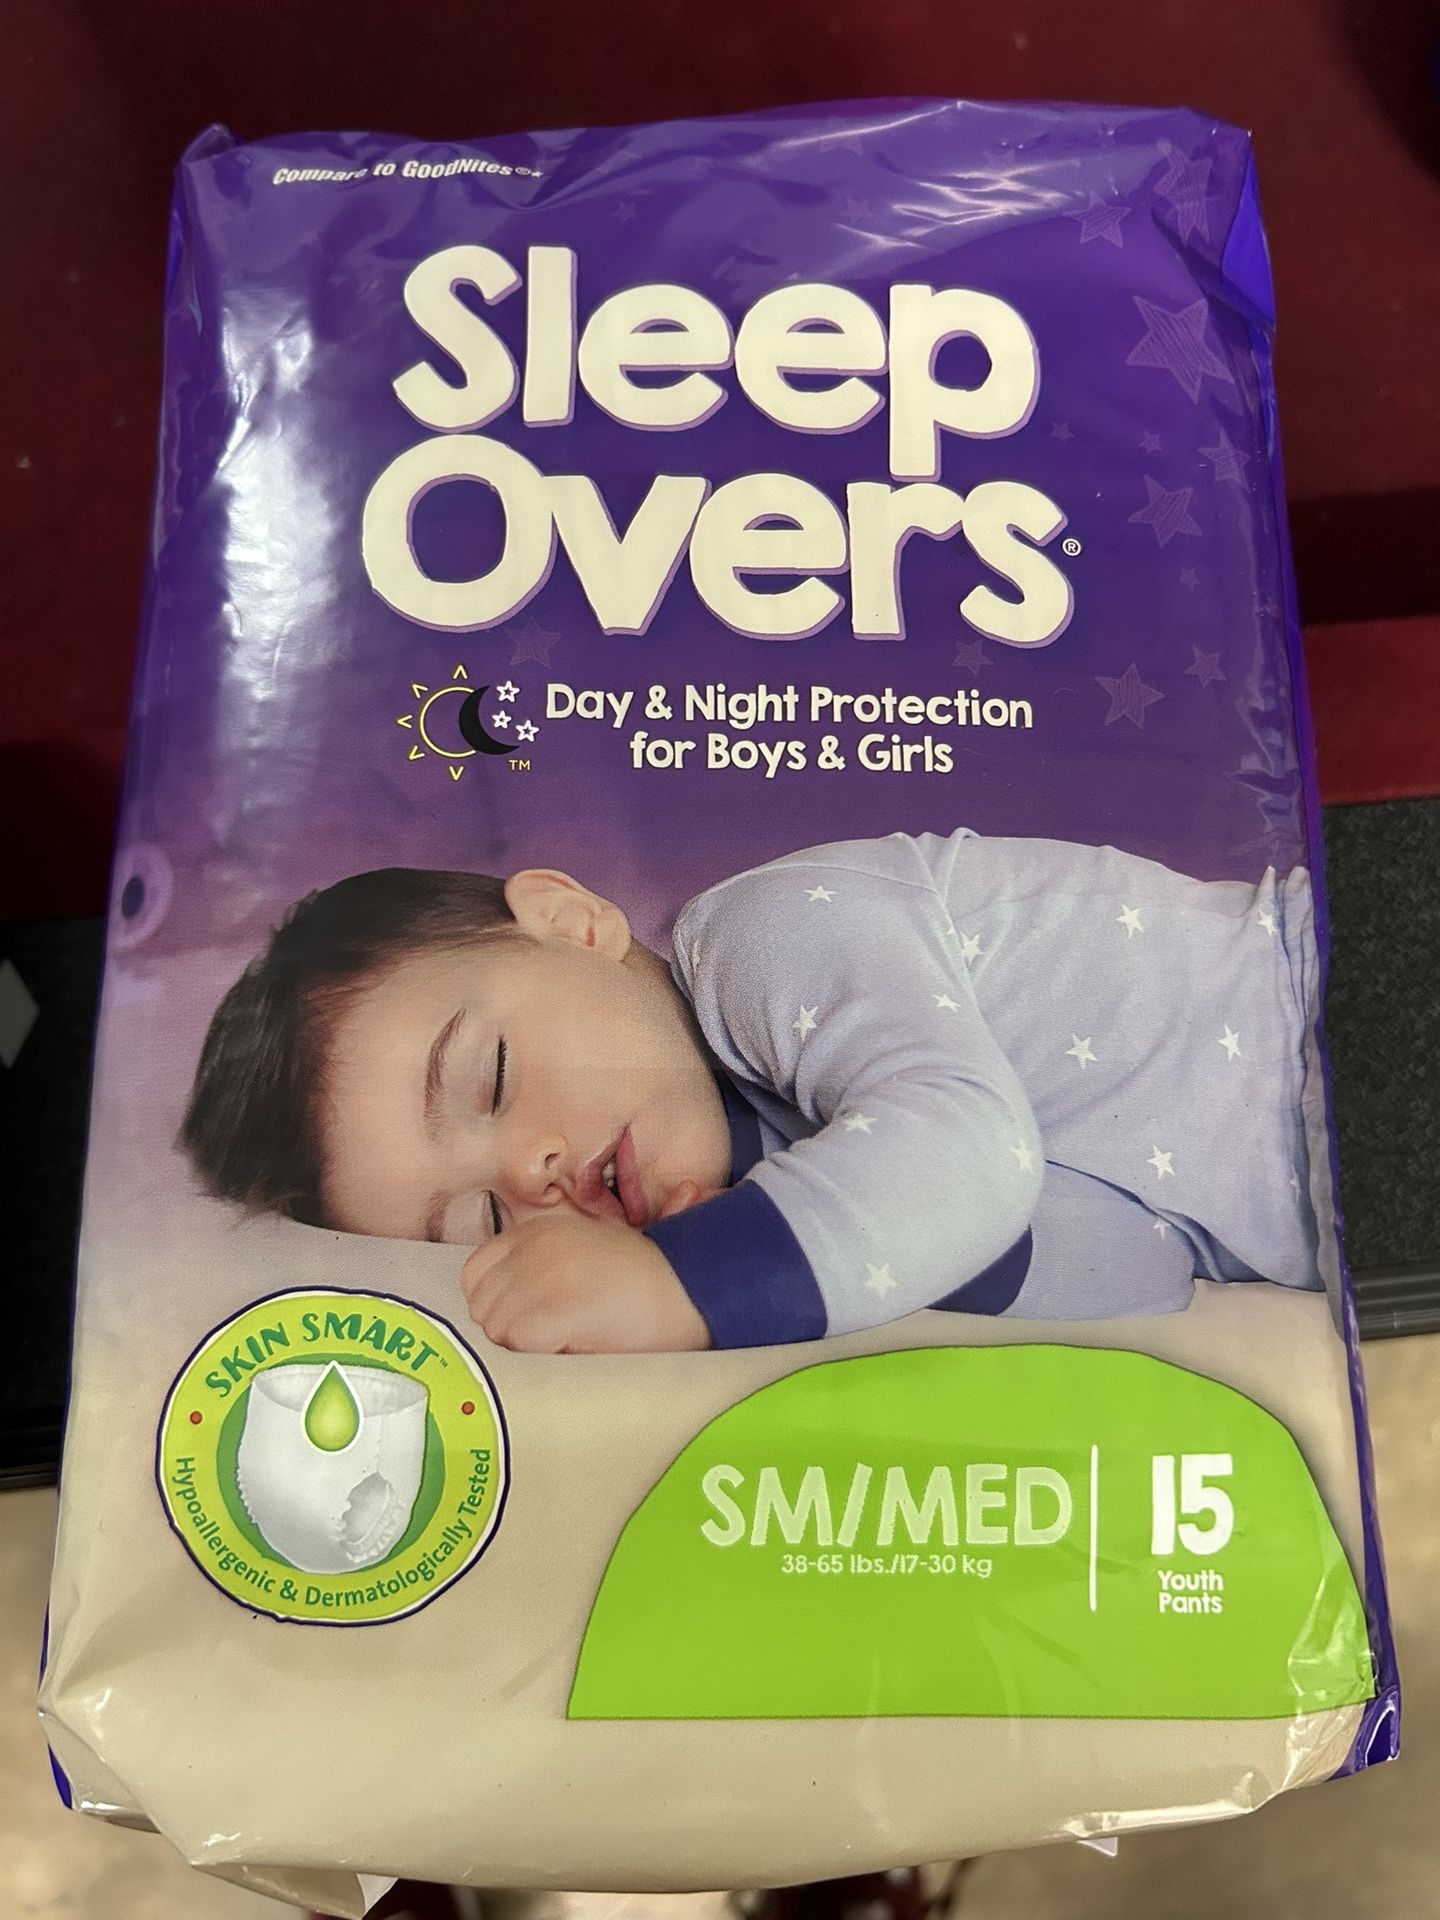 Compare to GoodNites®*
Sleep
Overs®
Day & Night Protection
for Boys & Girls
TM
SKIN SMART™
Hypoallergenic & Dermatologically Tested
SM/MED
38-65 lbs./17-30 kg
15
Youth
Pants